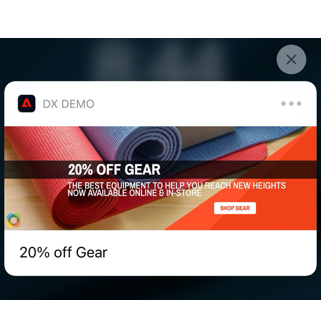 DX DEMO
20% OFF GEAR
THE BEST EQUIPMENT TO HELP YOU REACH NEW HEIGHTS
NOW AVAILABLE ONLINE & IN-STORE
SHOP GEAR
20% off Gear